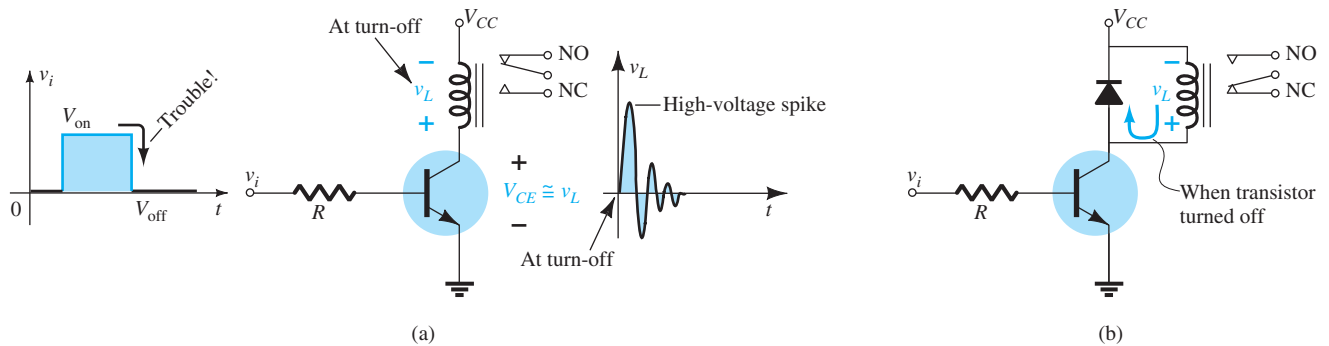 At turn-off
V_CC
NO
NC
−
v_L
+
v_i
V_on
Trouble!
0
V_off
t
v_i
R
+
V_CE ≅ v_L
−
v_L
High-voltage spike
t
At turn-off
(a)
V_CC
NO
NC
−
v_L
+
v_i
R
When transistor
turned off
(b)